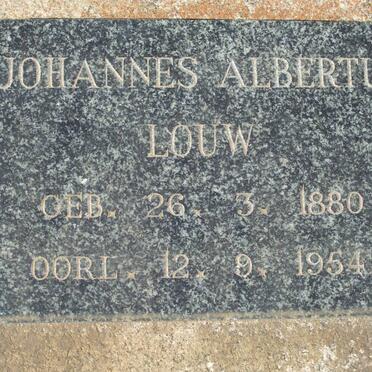 JOHANNES ALBERTU
LOUW
GEB. 26. 3. 1880
OORL. 12. 9. 1954